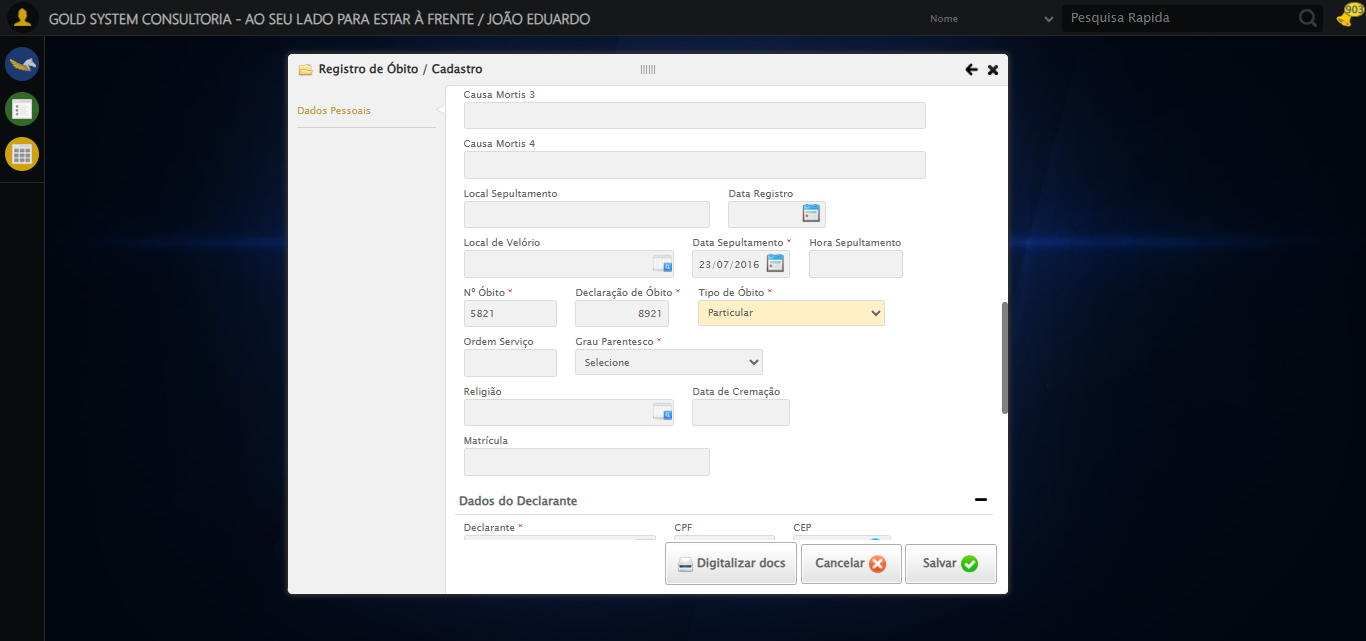 GOLD SYSTEM CONSULTORIA - AO SEU LADO PARA ESTAR À FRENTE / JOÃO EDUARDO
Nome
Pesquisa Rapida
903
Registro de Óbito / Cadastro
Dados Pessoais
Causa Mortis 3
Causa Mortis 4
Local Sepultamento
Data Registro
Local de Velório
Data Sepultamento *
Hora Sepultamento
23/07/2016
Nº Óbito *
Declaração de Óbito *
Tipo de Óbito *
5821
8921
Particular
Ordem Serviço
Grau Parentesco *
Selecione
Religião
Data de Cremação
Matrícula
Dados do Declarante
Declarante *
CPF
CEP
Digitalizar docs
Cancelar
Salvar